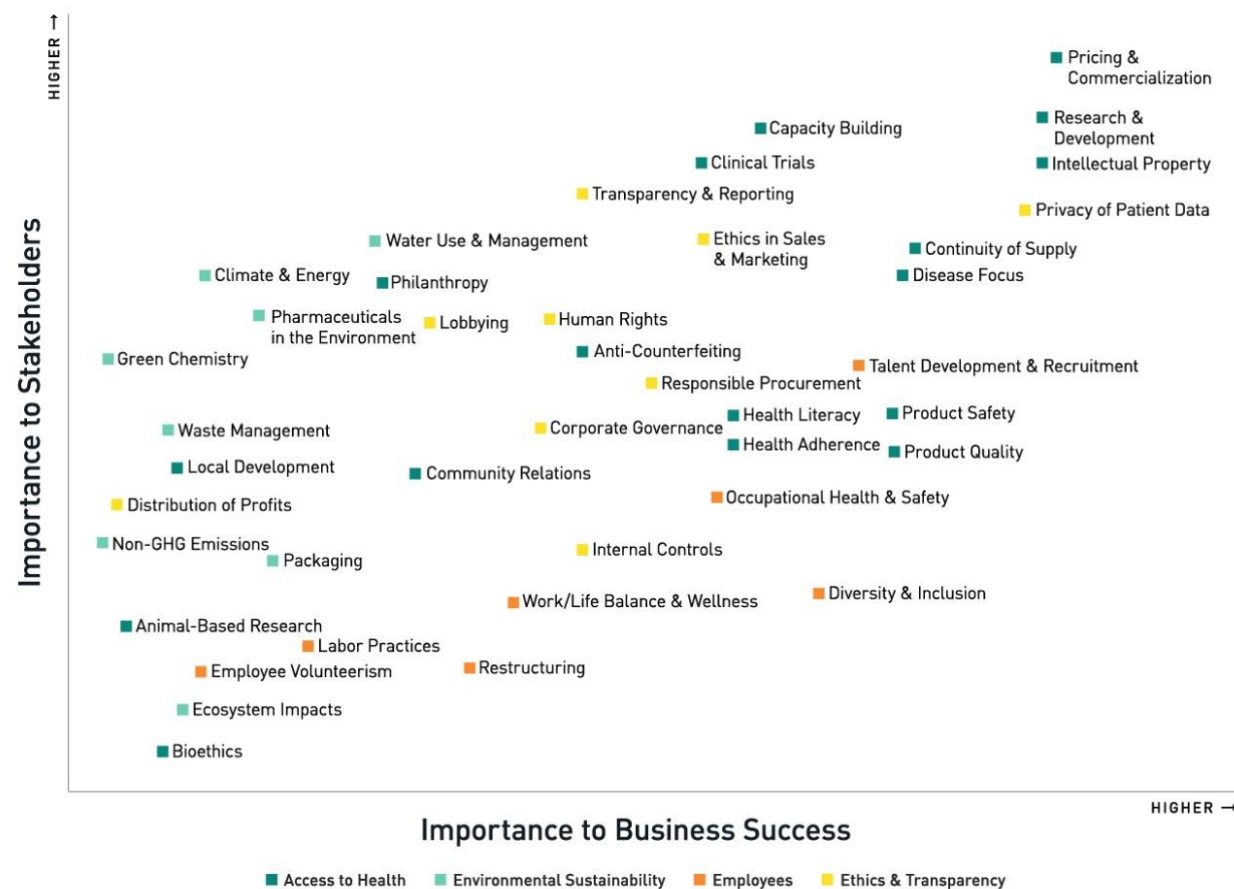 HIGHER →
Pricing &
Commercialization
Research &
Development
Capacity Building
Clinical Trials
Intellectual Property
Transparency & Reporting
Privacy of Patient Data
Water Use & Management
Ethics in Sales
& Marketing
Continuity of Supply
Climate & Energy
Philanthropy
Disease Focus
Pharmaceuticals
in the Environment
Lobbying
Human Rights
Green Chemistry
Anti-Counterfeiting
Talent Development & Recruitment
Responsible Procurement
Waste Management
Corporate Governance
Health Literacy
Product Safety
Health Adherence
Product Quality
Local Development
Community Relations
Distribution of Profits
Occupational Health & Safety
Non-GHG Emissions
Packaging
Internal Controls
Work/Life Balance & Wellness
Diversity & Inclusion
Animal-Based Research
Labor Practices
Employee Volunteerism
Restructuring
Ecosystem Impacts
Bioethics
Importance to Stakeholders
HIGHER →
Importance to Business Success
Access to Health
Environmental Sustainability
Employees
Ethics & Transparency